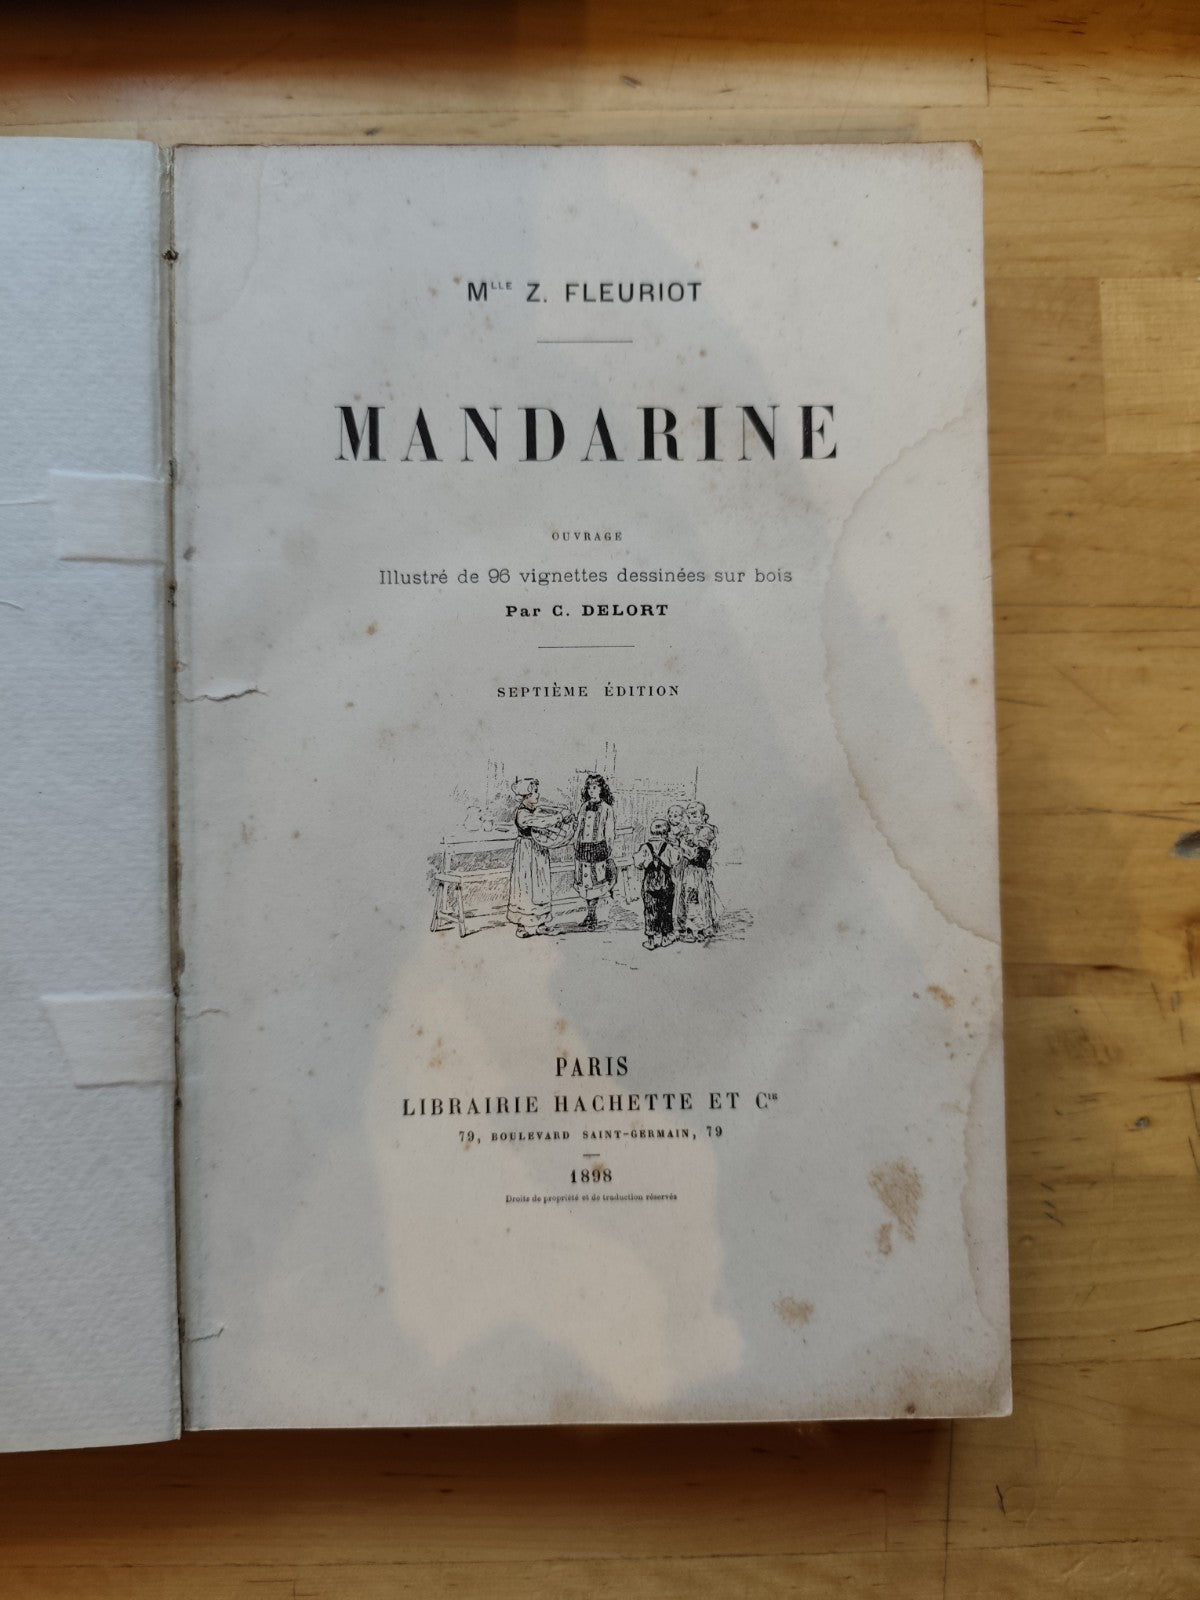 Mlle Z. FLEURIOT
MANDARINE
OUVRAGE
Illustré de 96 vignettes dessinées sur bois
Par C. DELORT
SEPTIÈME ÉDITION
PARIS
LIBRAIRIE HACHETTE ET Cie
79, BOULEVARD SAINT-GERMAIN, 79
1898
Droits de propriété et de traduction réservés